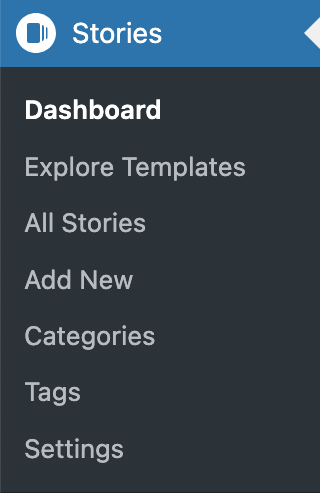 Stories
Dashboard
Explore Templates
All Stories
Add New
Categories
Tags
Settings